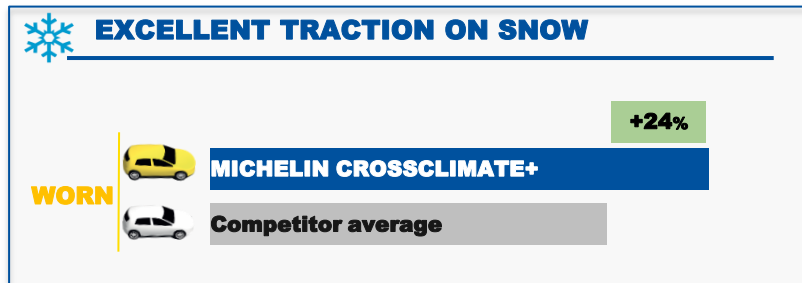 EXCELLENT TRACTION ON SNOW
+24%
MICHELIN CROSSCLIMATE+
WORN
Competitor average